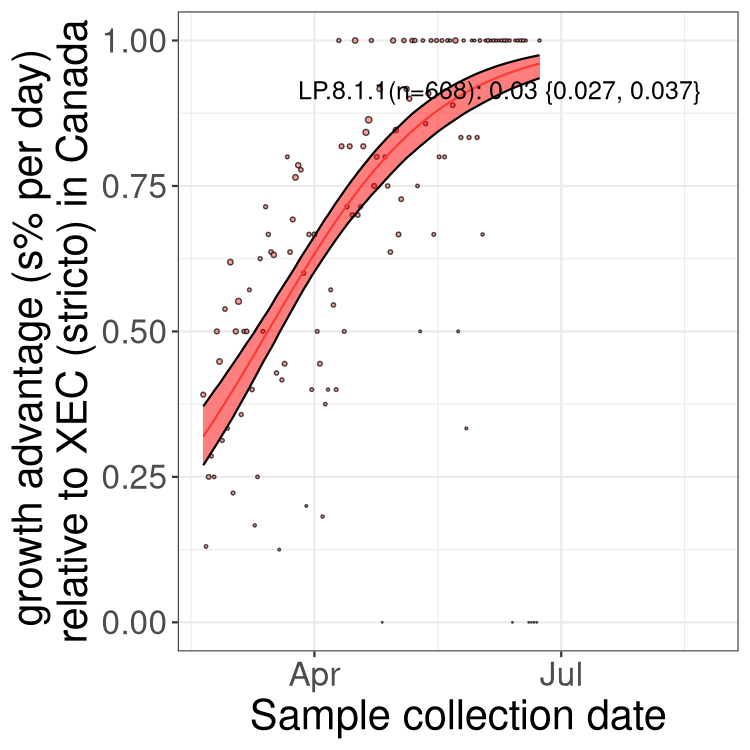 growth advantage (s% per day)
relative to XEC (stricto) in Canada
1.00
0.75
0.50
0.25
0.00
LP.8.1.1(n=668): 0.03 {0.027, 0.037}
Apr
Jul
Sample collection date